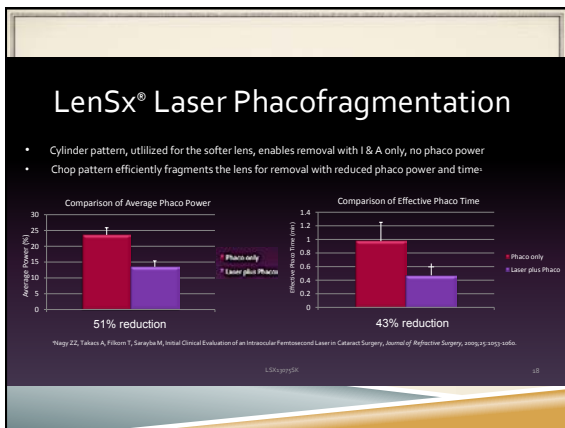 LenSx® Laser Phacofragmentation
• Cylinder pattern, utlilized for the softer lens, enables removal with I & A only, no phaco power
• Chop pattern efficiently fragments the lens for removal with reduced phaco power and time¹
Comparison of Average Phaco Power
30
25
20
15
10
5
0
Average Power (%)
Phaco only
Laser plus Phaco
51% reduction
Comparison of Effective Phaco Time
1.4
1.2
1
0.8
0.6
0.4
0.2
0
Effective Phaco Time (min)
Phaco only
Laser plus Phaco
43% reduction
¹Nagy ZZ, Takacs A, Filkorn T, Sarayba M, Initial Clinical Evaluation of an Intraocular Femtosecond Laser in Cataract Surgery, Journal of Refractive Surgery, 2009;25:1053-1060.
LSX13075SK
18